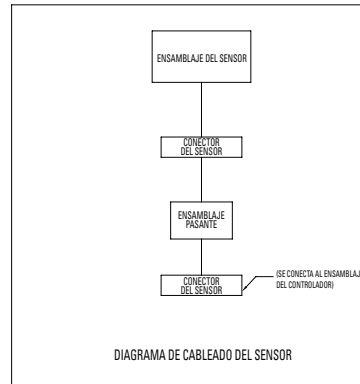 ENSAMBLAJE DEL SENSOR
CONECTOR
DEL SENSOR
ENSAMBLAJE
PASANTE
CONECTOR
DEL SENSOR
(SE CONECTA AL ENSAMBLAJE
DEL CONTROLADOR)
DIAGRAMA DE CABLEADO DEL SENSOR